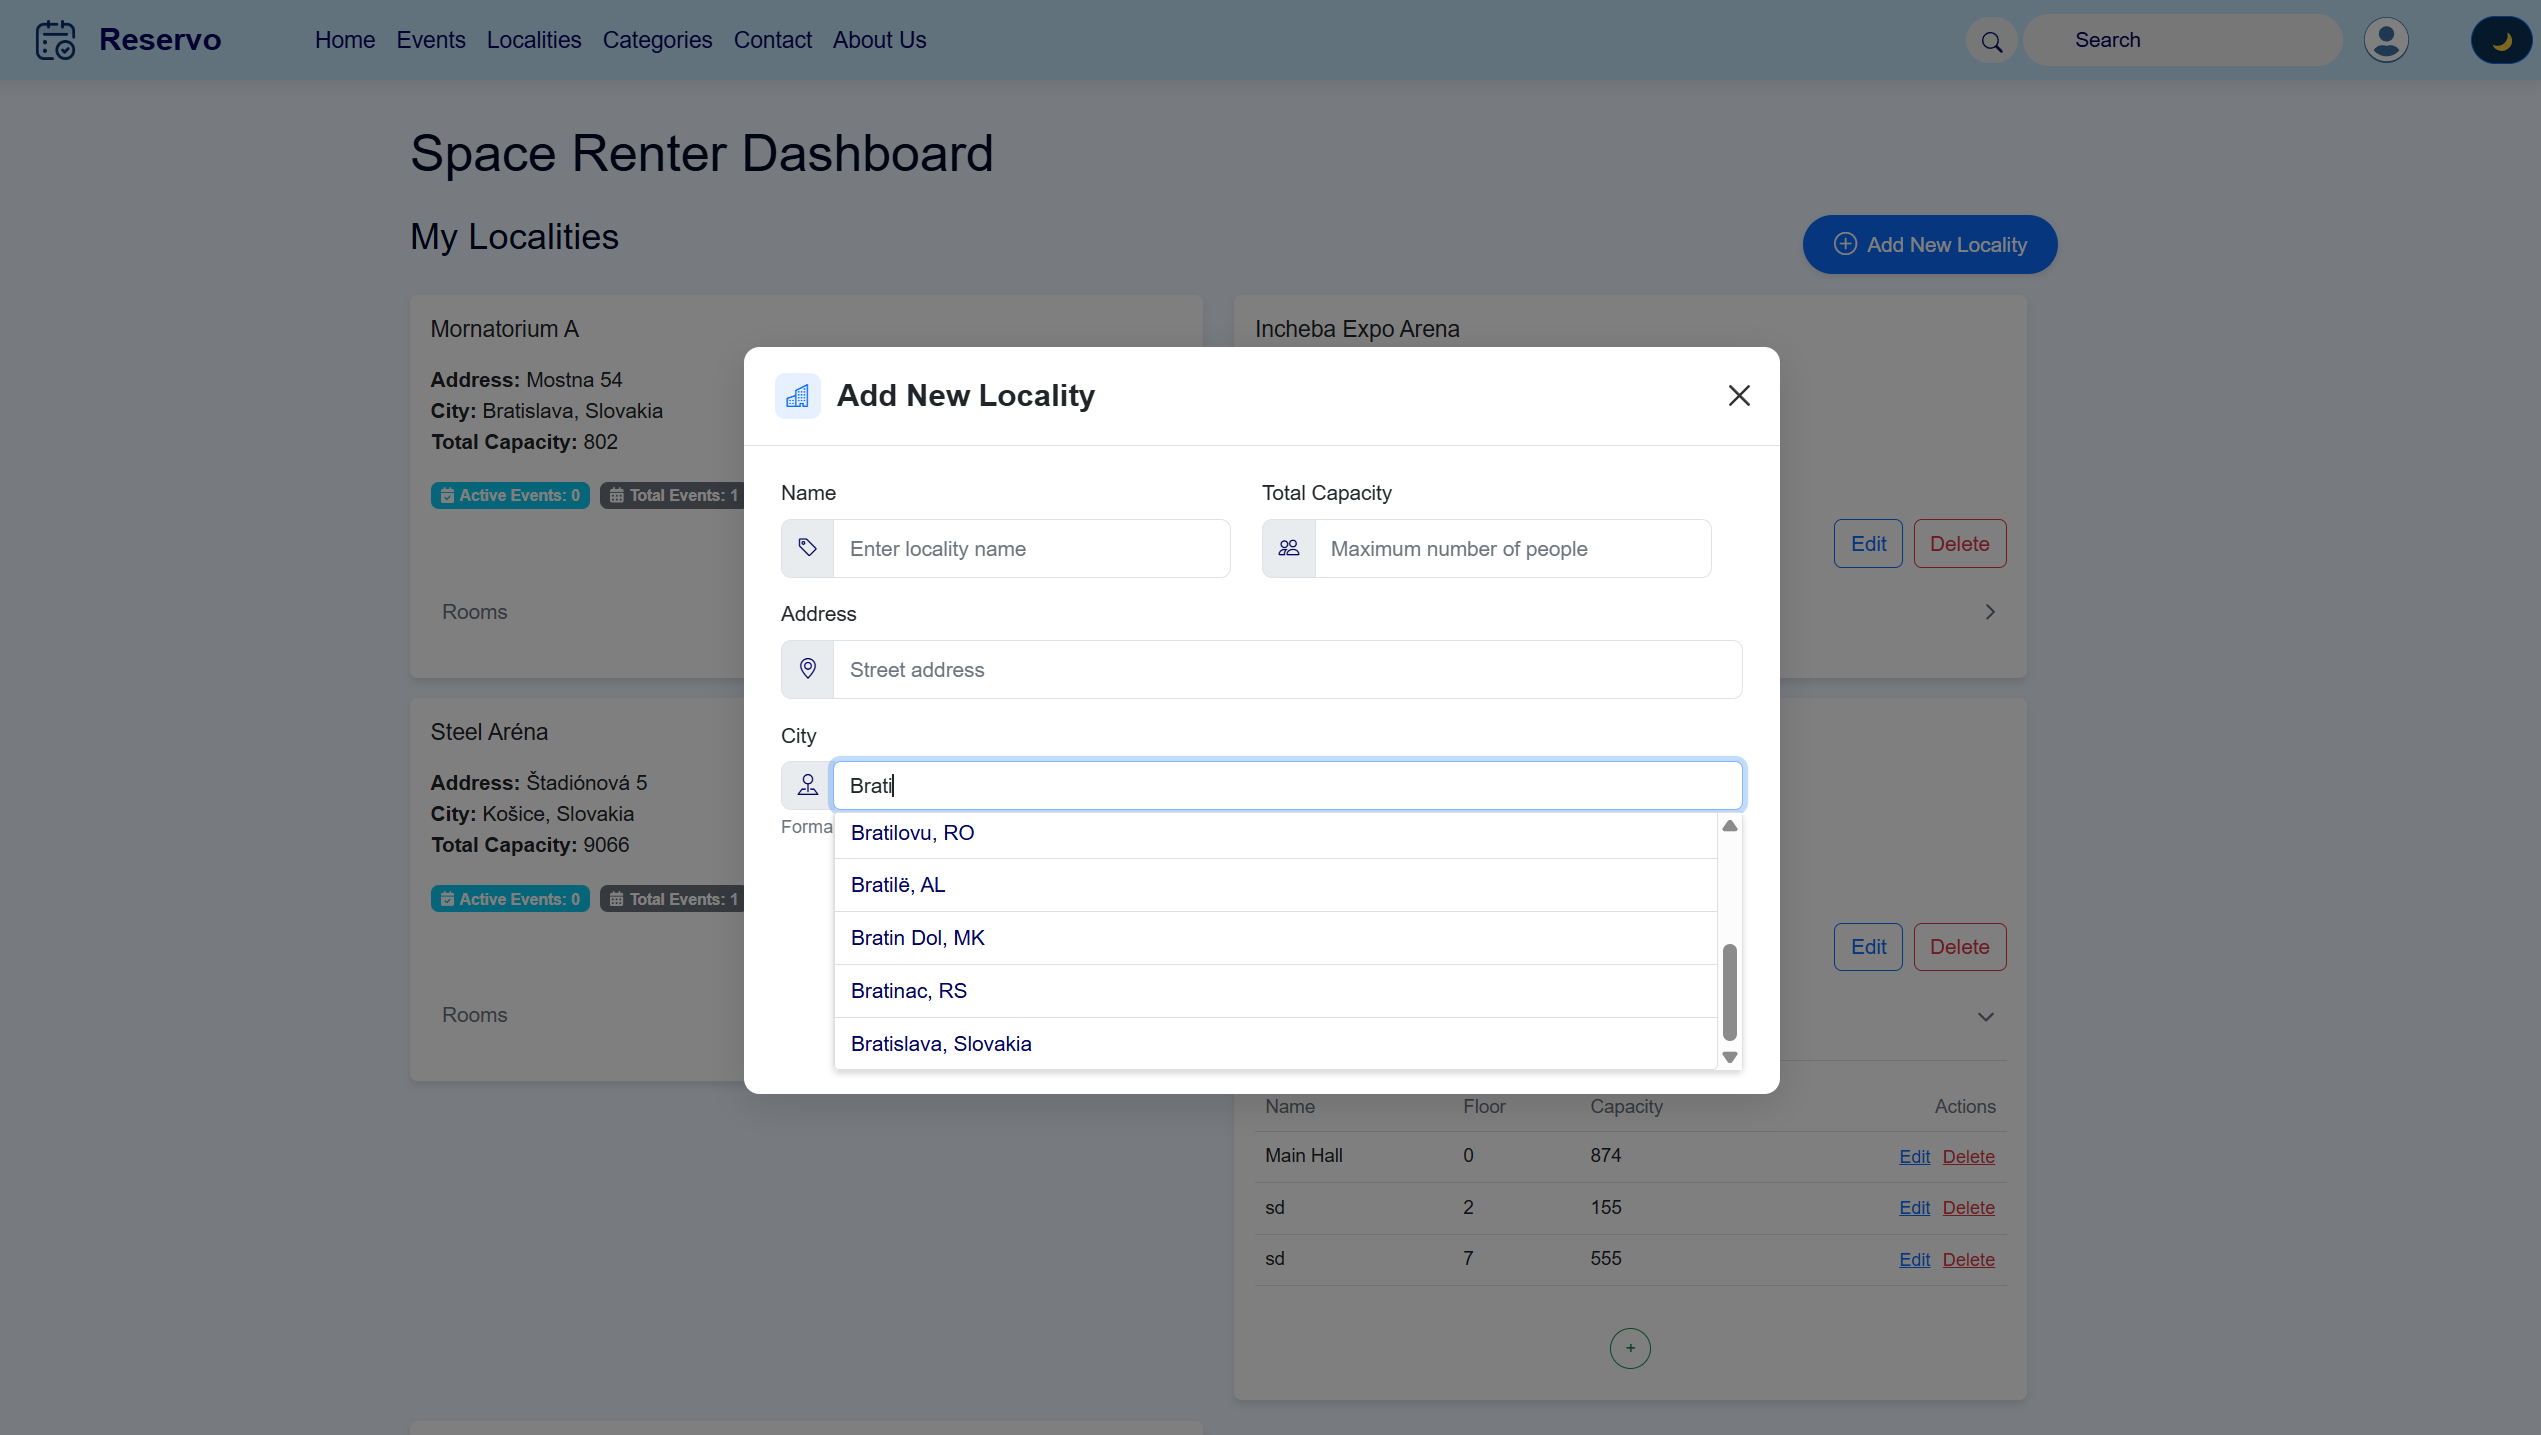 Reservo
Home Events Localities Categories Contact About Us
Search
Space Renter Dashboard
My Localities
Add New Locality
Mornatorium A
Address: Mostna 54
City: Bratislava, Slovakia
Total Capacity: 802
Active Events: 0 Total Events: 1
Rooms
Incheba Expo Arena
Edit Delete
Steel Aréna
Address: Štadiónová 5
City: Košice, Slovakia
Total Capacity: 9066
Active Events: 0 Total Events: 1
Rooms
Edit Delete
Name Floor Capacity Actions
Main Hall 0 874 Edit Delete
sd 2 155 Edit Delete
sd 7 555 Edit Delete
+
Add New Locality
Name
Enter locality name
Total Capacity
Maximum number of people
Address
Street address
City
Brati
Forma
Bratilovu, RO
Bratilë, AL
Bratin Dol, MK
Bratinac, RS
Bratislava, Slovakia